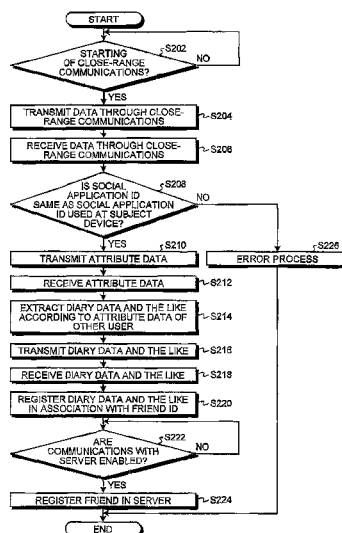 START
S202
STARTING
OF CLOSE-RANGE
COMMUNICATIONS?
NO
YES
TRANSMIT DATA THROUGH CLOSE-
RANGE COMMUNICATIONS
S204
RECEIVE DATA THROUGH CLOSE-
RANGE COMMUNICATIONS
S206
S208
IS SOCIAL
APPLICATION ID
SAME AS SOCIAL APPLICATION
ID USED AT SUBJECT
DEVICE?
NO
YES
S210
TRANSMIT ATTRIBUTE DATA
S226
ERROR PROCESS
RECEIVE ATTRIBUTE DATA
S212
EXTRACT DIARY DATA AND THE LIKE
ACCORDING TO ATTRIBUTE DATA OF
OTHER USER
S214
TRANSMIT DIARY DATA AND THE LIKE
S216
RECEIVE DIARY DATA AND THE LIKE
S218
REGISTER DIARY DATA AND THE LIKE
IN ASSOCIATION WITH FRIEND ID
S220
S222
ARE
COMMUNICATIONS WITH
SERVER ENABLED?
NO
YES
REGISTER FRIEND IN SERVER
S224
END